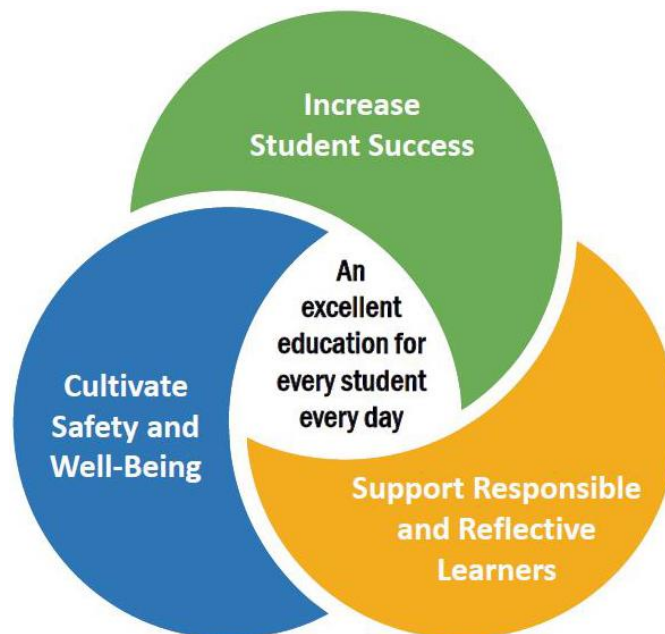 Increase
Student Success
An
excellent
education for
every student
every day
Cultivate
Safety and
Well-Being
Support Responsible
and Reflective
Learners